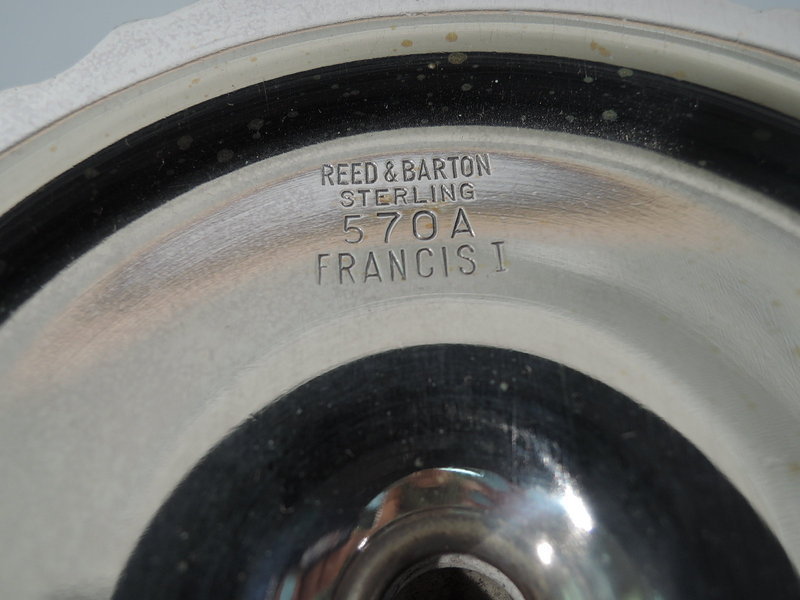 REED & BARTON
STERLING
570A
FRANCIS I